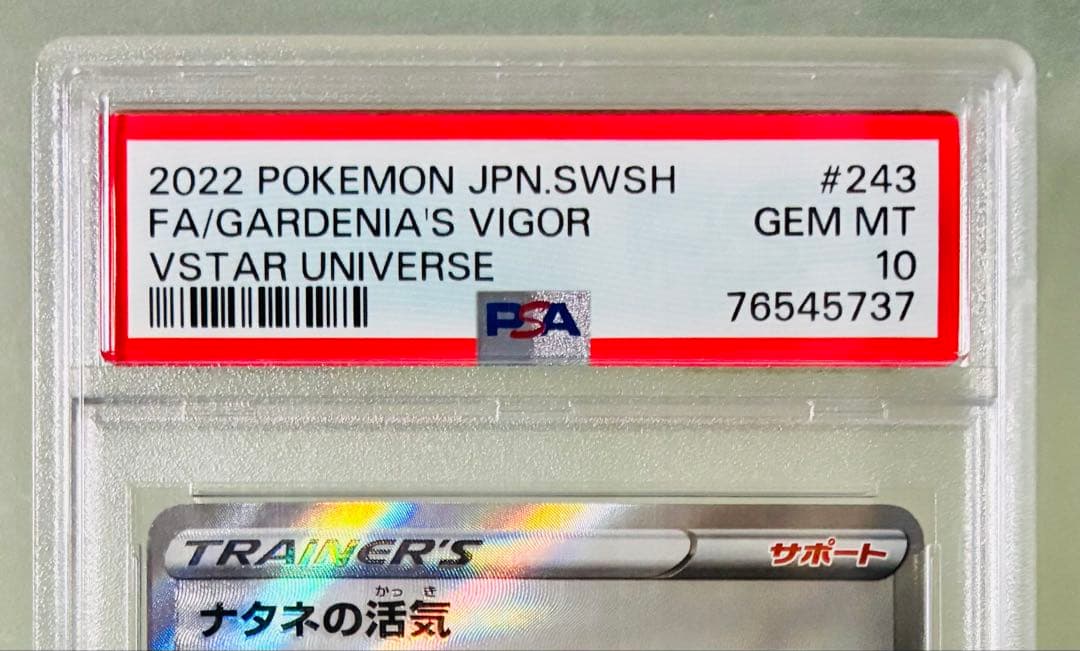 2022 POKEMON JPN.SWSH #243
FA/GARDENIA'S VIGOR GEM MT
VSTAR UNIVERSE 10
76545737
PSA
TRAINER'S サポート
かっき
ナタネの活気